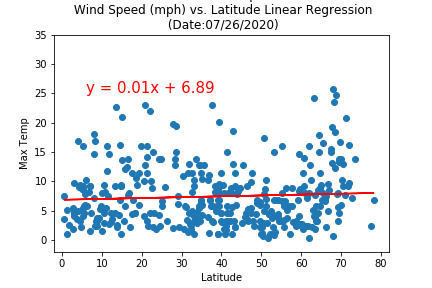 Wind Speed (mph) vs. Latitude Linear Regression
(Date:07/26/2020)
35
30
25
20
15
10
5
0
Max Temp
y = 0.01x + 6.89
0 10 20 30 40 50 60 70 80
Latitude